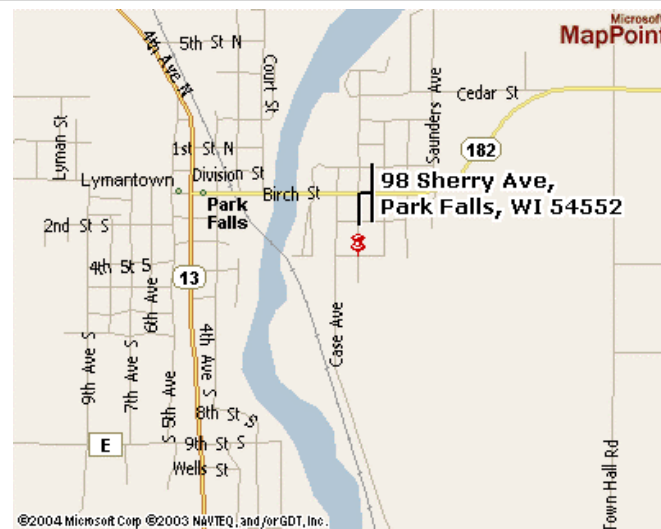 Microsof
MapPoint
5th St N
4th Ave N
Court St
Saunders Ave
Cedar St
Lyman St
1st St N
182
Division St
Lymantown
Birch St
98 Sherry Ave,
Park Falls, WI 54552
Park
Falls
2nd St S
4th St S
13
6th Ave
Case Ave
4th Ave S
9th Ave S
7th Ave S
5th Ave S
8th St S
E
9th St S
Wells St
Town Hall Rd
©2004 Microsoft Corp ©2003 NAVTEQ, and/or GDT, Inc.